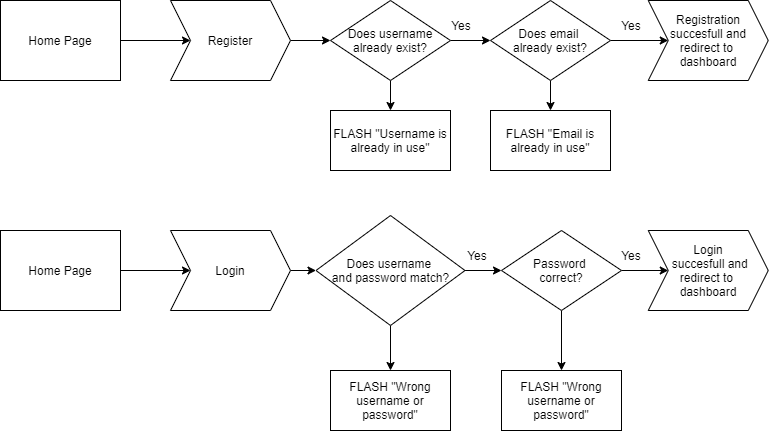 Home Page
Register
Does username
already exist?
Yes
Does email
already exist?
Yes
Registration
succesfull and
redirect to
dashboard
FLASH "Username is
already in use"
FLASH "Email is
already in use"
Home Page
Login
Does username
and password match?
Yes
Password
correct?
Yes
Login
succesfull and
redirect to
dashboard
FLASH "Wrong
username or
password"
FLASH "Wrong
username or
password"